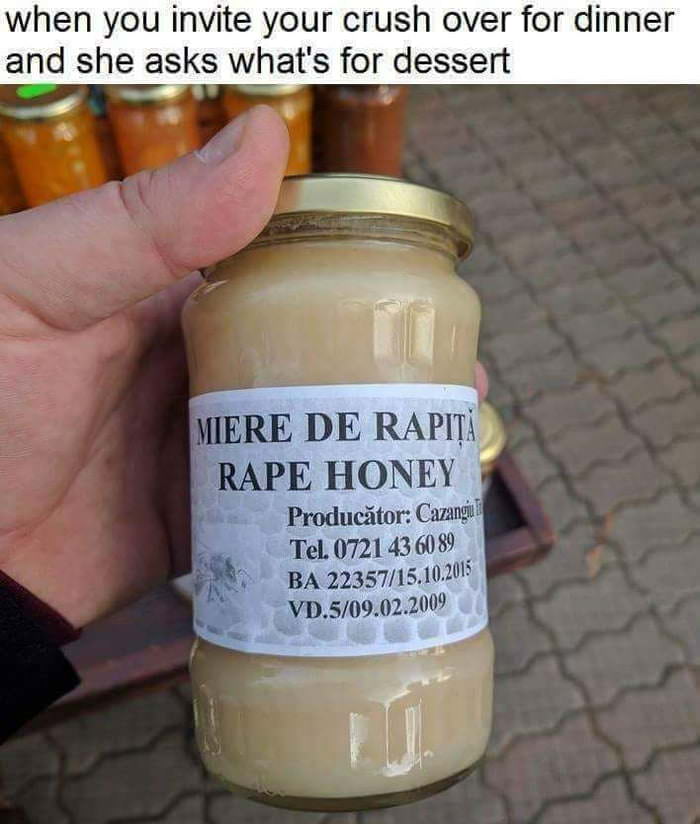 when you invite your crush over for dinner
and she asks what's for dessert
MIERE DE RAPIȚĂ
RAPE HONEY
Producător: Cazangiu
Tel. 0721 43 60 89
BA 22357/15.10.2015
VD.5/09.02.2009